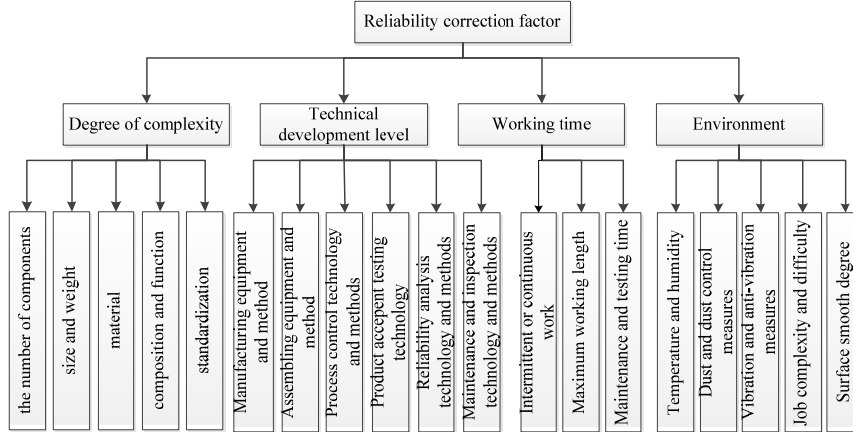 Reliability correction factor
Degree of complexity
Technical
development level
Working time
Environment
the number of components
size and weight
material
composition and function
standardization
Manufacturing equipment
and method
Assembling equipment and
method
Process control technology
and methods
Product accepent testing
technology
Reliability analysis
technology and methods
Maintenance and inspection
technology and methods
Intermittent or continuous
work
Maximum working length
Maintenance and testing time
Temperature and humidity
Dust and dust control
measures
Vibration and anti-vibration
measures
Job complexity and difficulty
Surface smooth degree